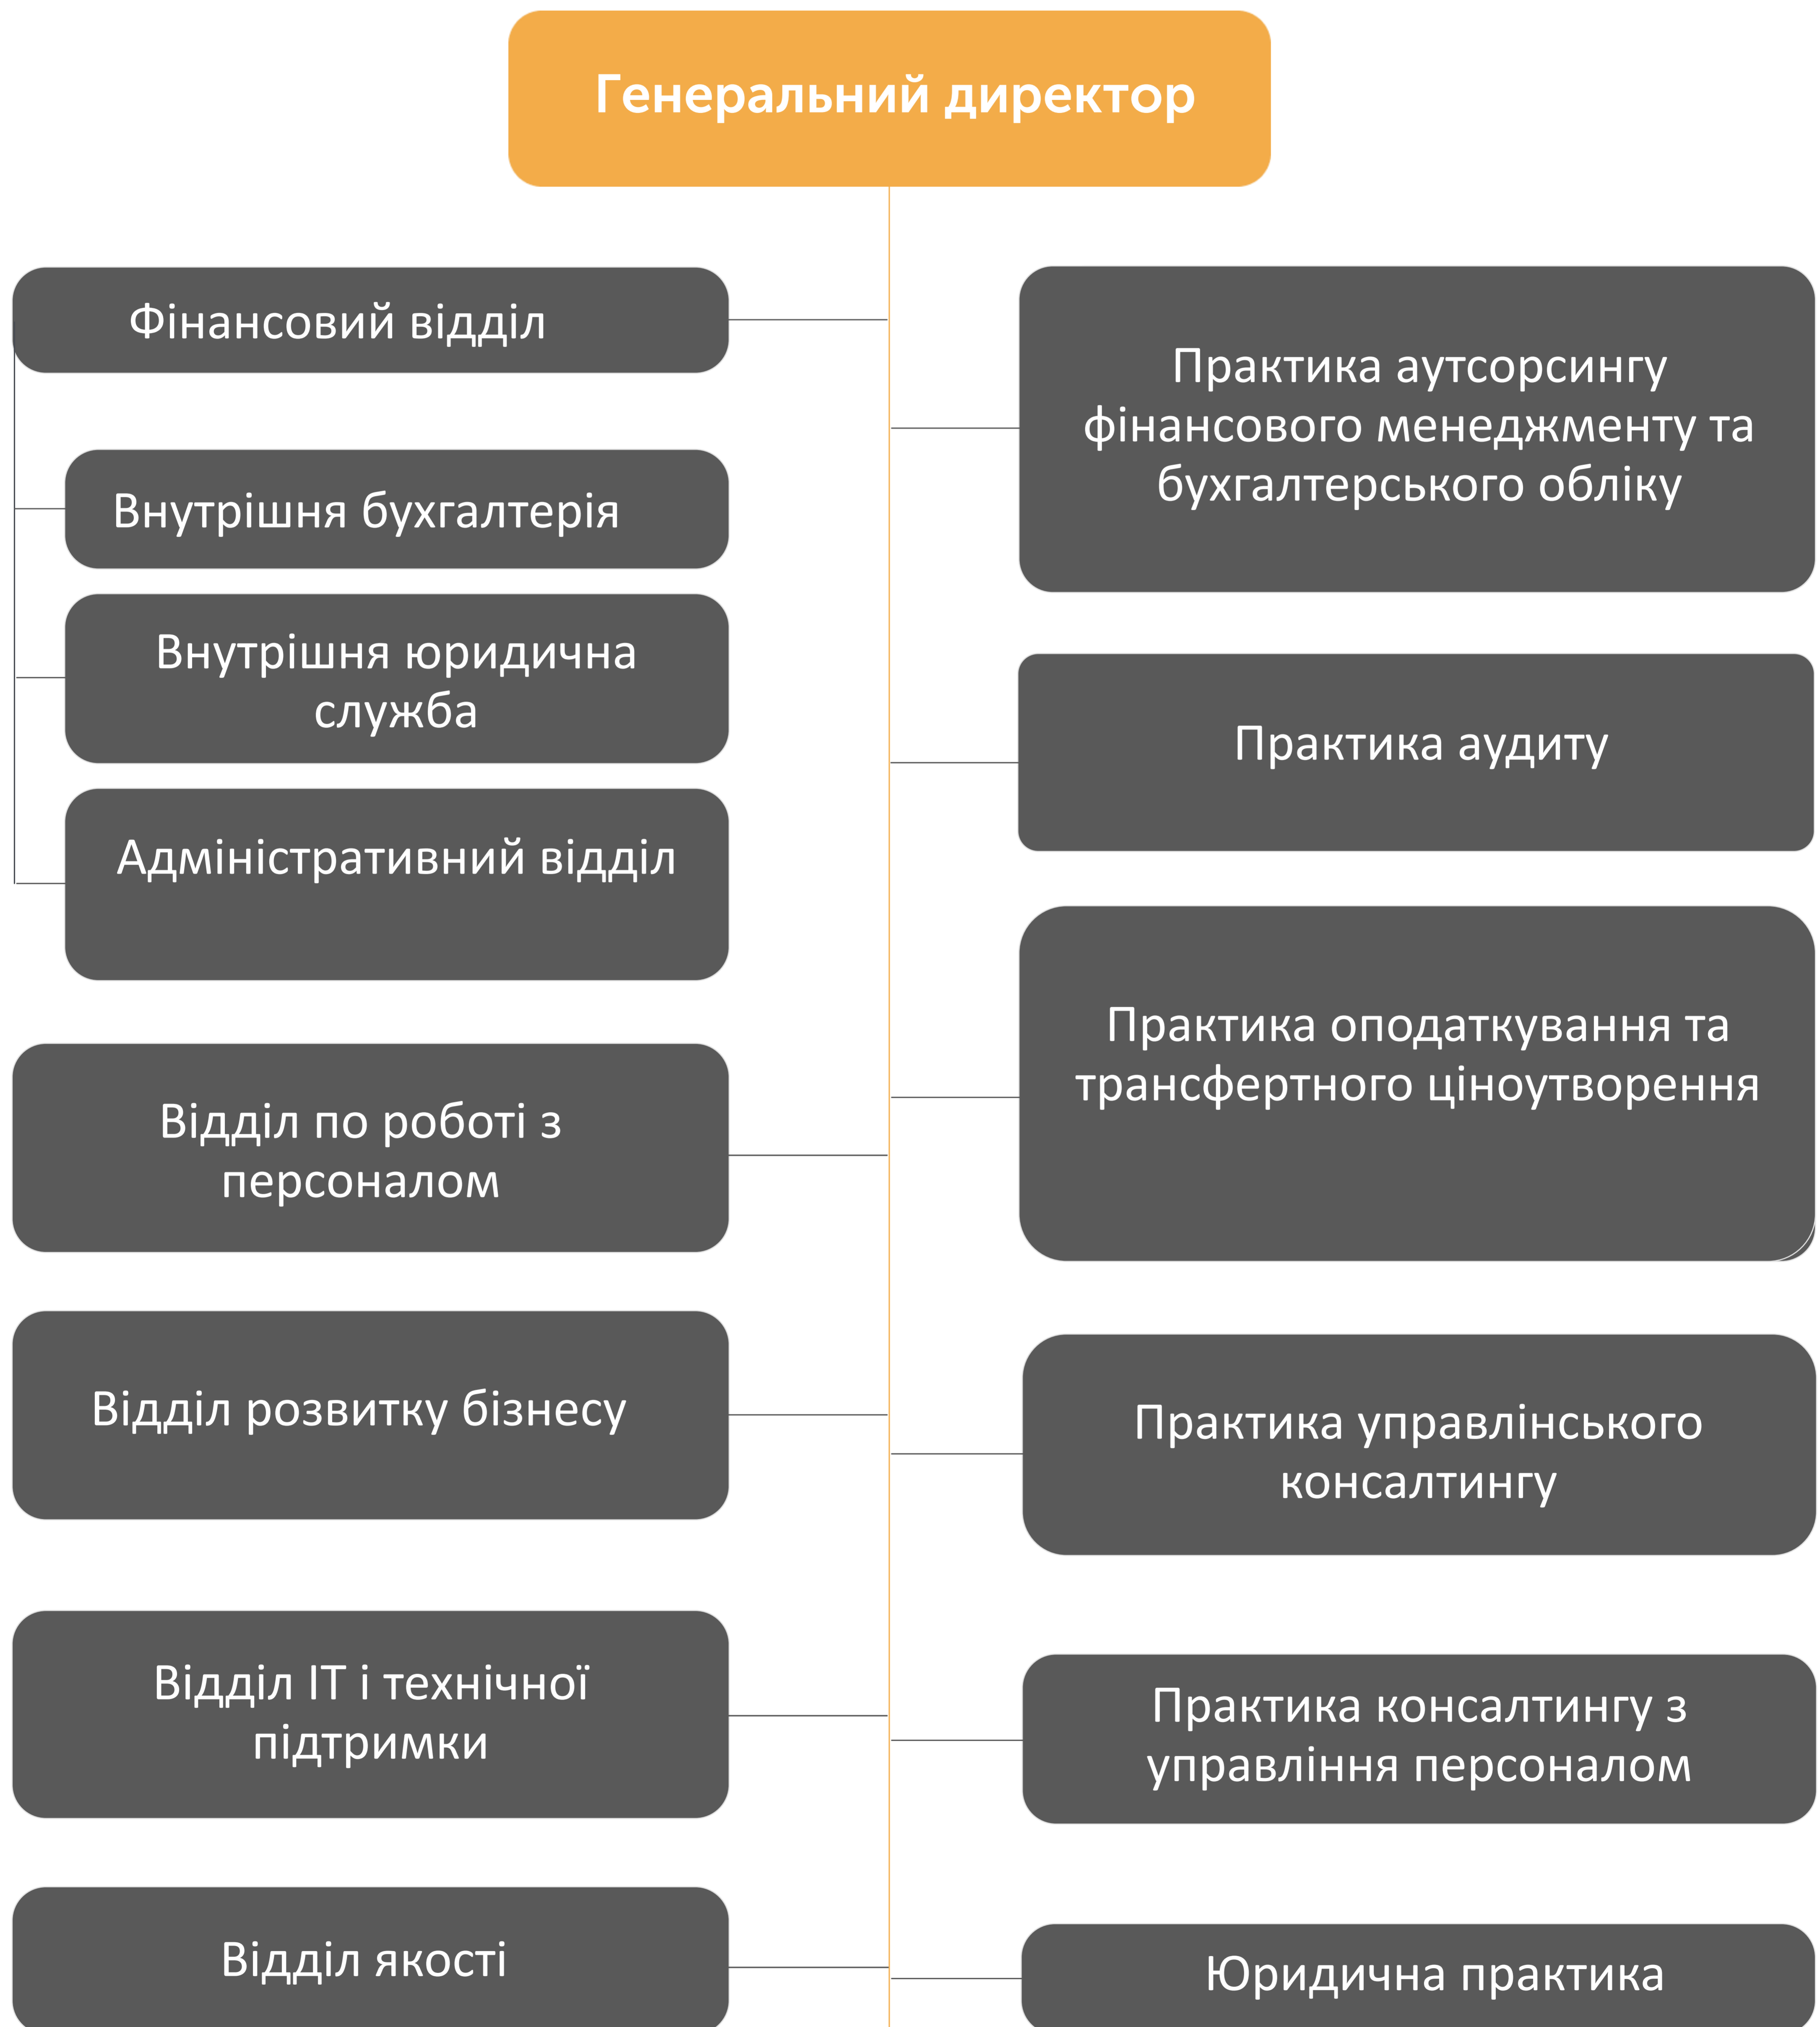 Генеральний директор
Фінансовий відділ
Внутрішня бухгалтерія
Внутрішня юридична
служба
Адміністративний відділ
Відділ по роботі з
персоналом
Відділ розвитку бізнесу
Відділ ІТ і технічної
підтримки
Відділ якості
Практика аутсорсингу
фінансового менеджменту та
бухгалтерського обліку
Практика аудиту
Практика оподаткування та
трансфертного ціноутворення
Практика управлінського
консалтингу
Практика консалтингу з
управління персоналом
Юридична практика